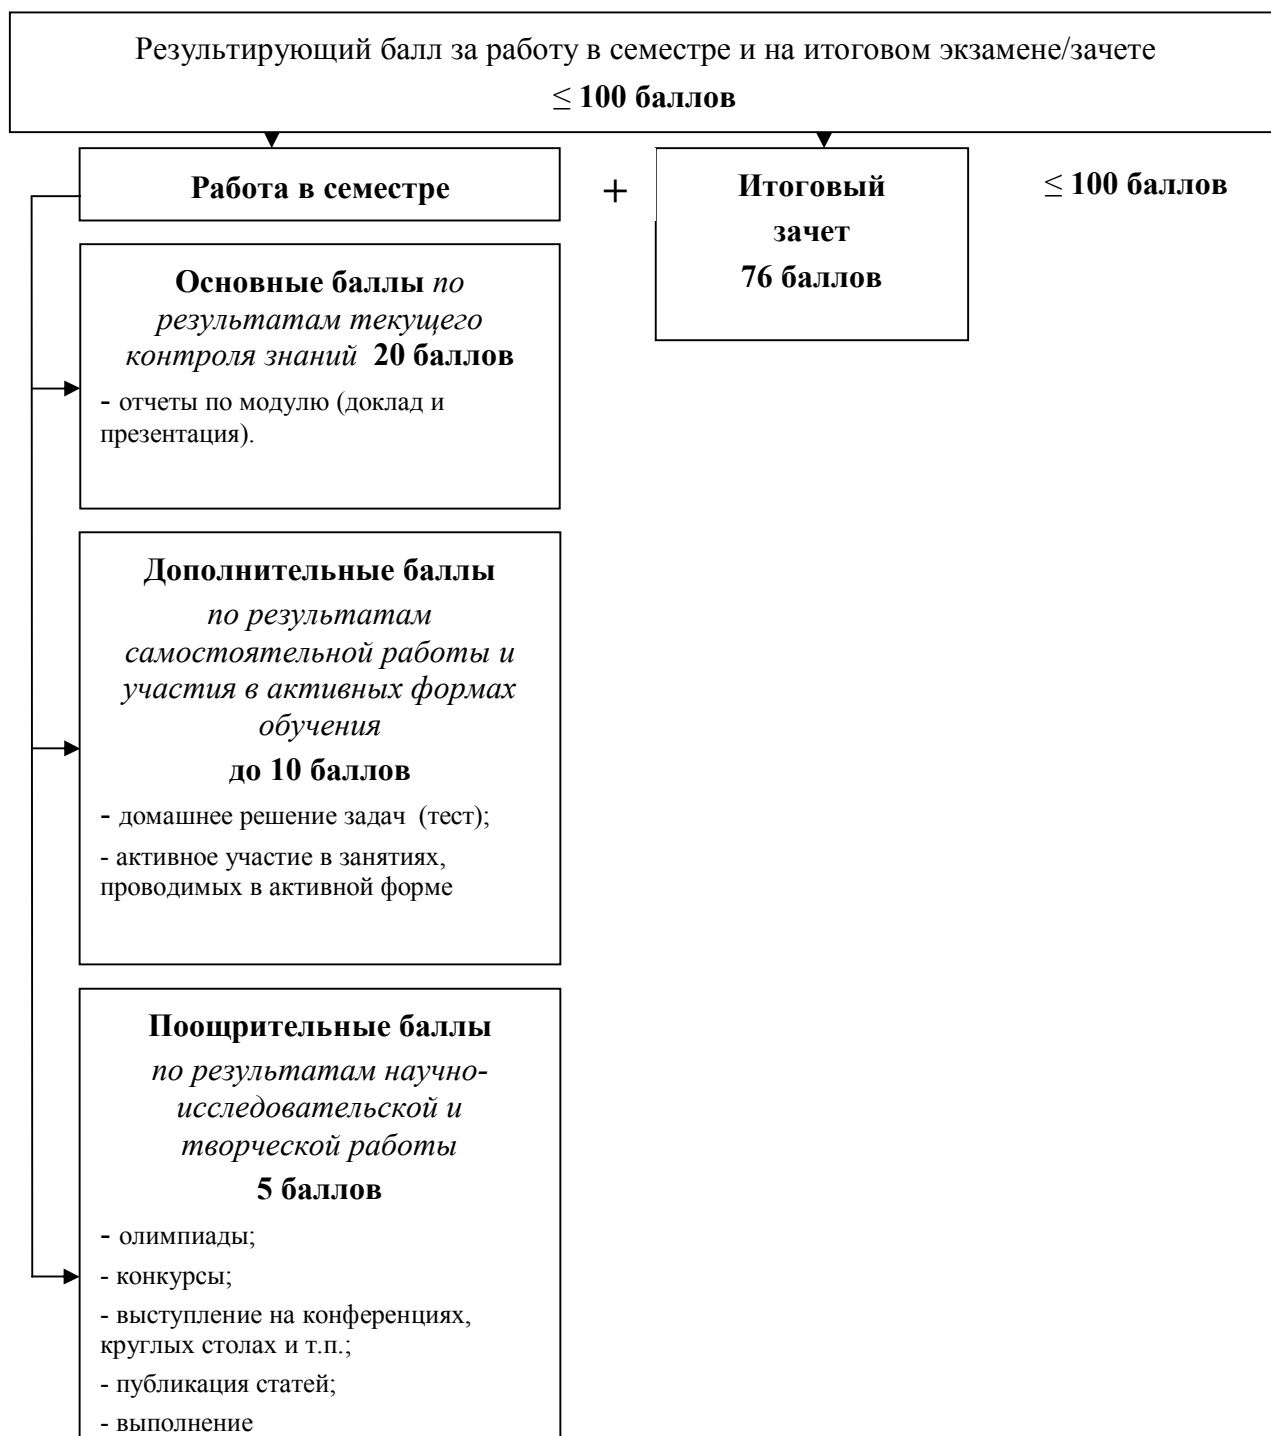 Результирующий балл за работу в семестре и на итоговом экзамене/зачете
≤ 100 баллов
Работа в семестре
+
Итоговый
зачет
76 баллов
≤ 100 баллов
Основные баллы по
результатам текущего
контроля знаний 20 баллов
- отчеты по модулю (доклад и
презентация).
Дополнительные баллы
по результатам
самостоятельной работы и
участия в активных формах
обучения
до 10 баллов
- домашнее решение задач (тест);
- активное участие в занятиях,
проводимых в активной форме
Поощрительные баллы
по результатам научно-
исследовательской и
творческой работы
5 баллов
- олимпиады;
- конкурсы;
- выступление на конференциях,
круглых столах и т.п.;
- публикация статей;
- выполнение